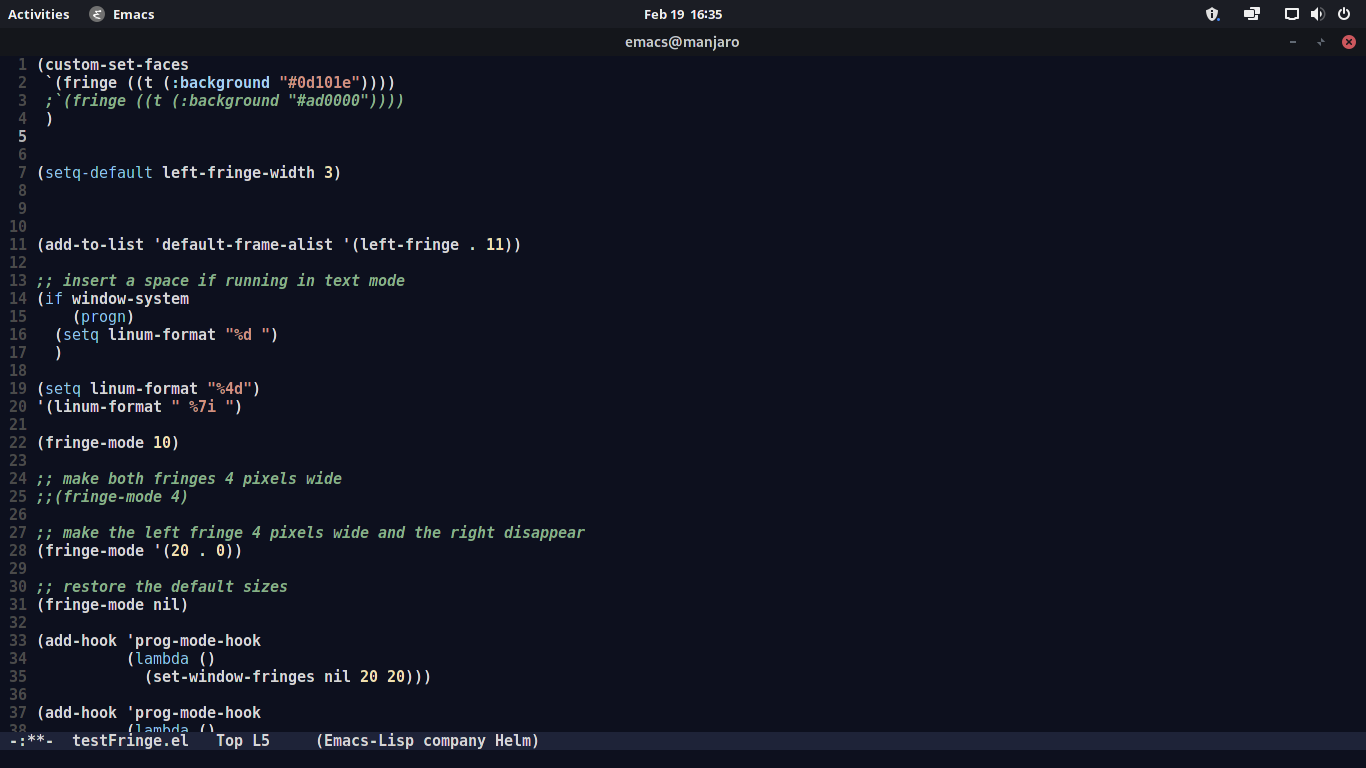 Activities Emacs Feb 19 16:35
emacs@manjaro
1 (custom-set-faces
2  `(fringe ((t (:background "#0d101e"))))
3  ;`(fringe ((t (:background "#ad0000"))))
4  )
5
6
7 (setq-default left-fringe-width 3)
8
9
10
11 (add-to-list 'default-frame-alist '(left-fringe . 11))
12
13 ;; insert a space if running in text mode
14 (if window-system
15     (progn)
16   (setq linum-format "%d ")
17   )
18
19 (setq linum-format "%4d")
20 '(linum-format " %7i ")
21
22 (fringe-mode 10)
23
24 ;; make both fringes 4 pixels wide
25 ;;(fringe-mode 4)
26
27 ;; make the left fringe 4 pixels wide and the right disappear
28 (fringe-mode '(20 . 0))
29
30 ;; restore the default sizes
31 (fringe-mode nil)
32
33 (add-hook 'prog-mode-hook
34           (lambda ()
35             (set-window-fringes nil 20 20)))
36
37 (add-hook 'prog-mode-hook
38           (lambda ()
-:**-  testFringe.el   Top L5     (Emacs-Lisp company Helm)